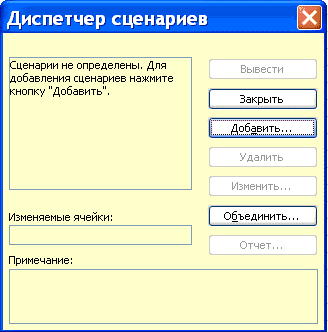 Диспетчер сценариев
Сценарии не определены. Для
добавления сценариев нажмите
кнопку "Добавить".
Вывести
Закрыть
Добавить...
Удалить
Изменить...
Изменяемые ячейки:
Объединить...
Отчет...
Примечание: